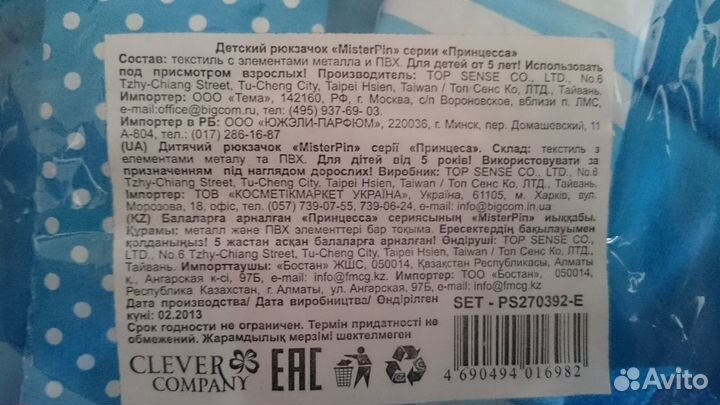 Детский рюкзачок «MisterPin» серии «Принцесса»
Состав: текстиль с элементами металла и ПВХ. Для детей от 5 лет! Использовать
под присмотром взрослых! Производитель: TOP SENSE CO., LTD., No.6
Tzhy-Chiang Street, Tu-Cheng City, Taipei Hsien, Taiwan / Топ Сенс Ко, ЛТД., Тайвань.
Импортер: ООО «Тема», 142160, РФ, г. Москва, с/п Вороновское, вблизи п. ЛМС,
e-mail:office@bigcom.ru, тел: (495) 937-69- 03.
Импортер в РБ: ООО «ЮЖЭЛИ-ПАРФЮМ», 220036, г. Минск, пер. Домашевский, 11
А-804, тел.: (017) 286-16-87
(UA) Дитячий рюкзачок «MisterPin» серії «Принцеса». Склад: текстиль з
елементами металу та ПВХ. Для дітей від 5 років! Використовувати за
призначенням під наглядом дорослих! Виробник: TOP SENSE CO., LTD., No.6
Tzhy-Chiang Street, Tu-Cheng City, Taipei Hsien, Taiwan / Топ Сенс Ко, ЛТД., Тайвань.
Імпортер: ТОВ «КОСМЕТІКМАРКЕТ УКРАЇНА», Україна, 61105, м. Харків, вул.
Морозова, 18, офіс, тел. (057) 739-07-55, 739-06-24, e-mail: info@bigcom.in.ua
(KZ) Балаларға арналған «Принцесса» сериясының «MisterPin» иыққабы.
Құрамы: металл және ПВХ элементтері бар тоқыма. Ересектердің бақылауымен
қолданыңыз! 5 жастан асқан балаларға арналған! Өндіруші: TOP SENSE CO.,
LTD., No.6 Tzhy-Chiang Street, Tu-Cheng City, Taipei Hsien, Taiwan / Топ Сенс Ко, ЛТД.,
Тайвань. Импорттаушы: «Бостан» ЖШС, 050014, Қазақстан Республикасы, Алматы
к., Ангарская к-сі, 97Б, e-mail: info@fmcg.kz. Импортер: ТОО «Бостан», 050014,
Республика Казахстан, г. Алматы, ул. Ангарская, 97Б, e-mail: info@fmcg.kz
Дата производства/ Дата виробництва/ Өндірілген
күні: 02.2013
SET - PS270392-E
Срок годности не ограничен. Термін придатності не
обмежений. Жарамдылық мерзімі шектелмеген
CLEVER
COMPANY
EAC
4 690494 016982
Avito